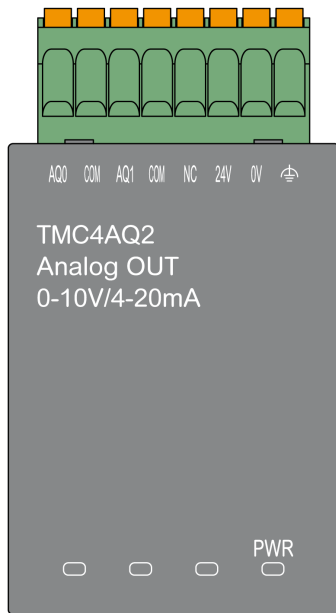 AQ0 COM AQ1 COM NC 24V 0V
TMC4AQ2
Analog OUT
0-10V/4-20mA
PWR